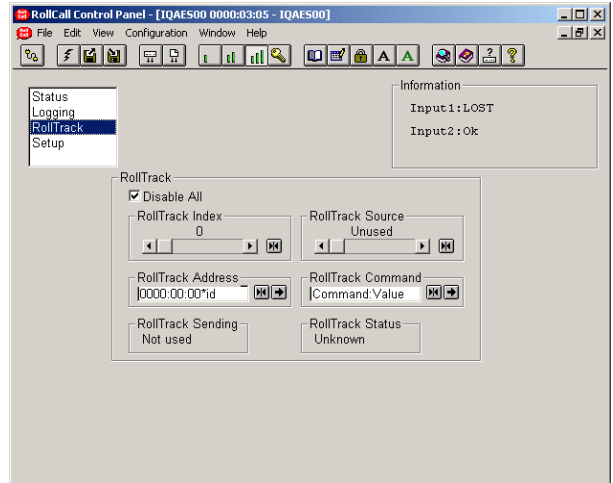 RollCall Control Panel - [IQAES00 0000:03:05 - IQAES00]
File Edit View Configuration Window Help
A A
Status
Logging
RollTrack
Setup
Information
Input1:LOST
Input2:Ok
RollTrack
Disable All
RollTrack Index
0
RollTrack Source
Unused
RollTrack Address
0000:00:00*id
RollTrack Command
Command:Value
RollTrack Sending
Not used
RollTrack Status
Unknown